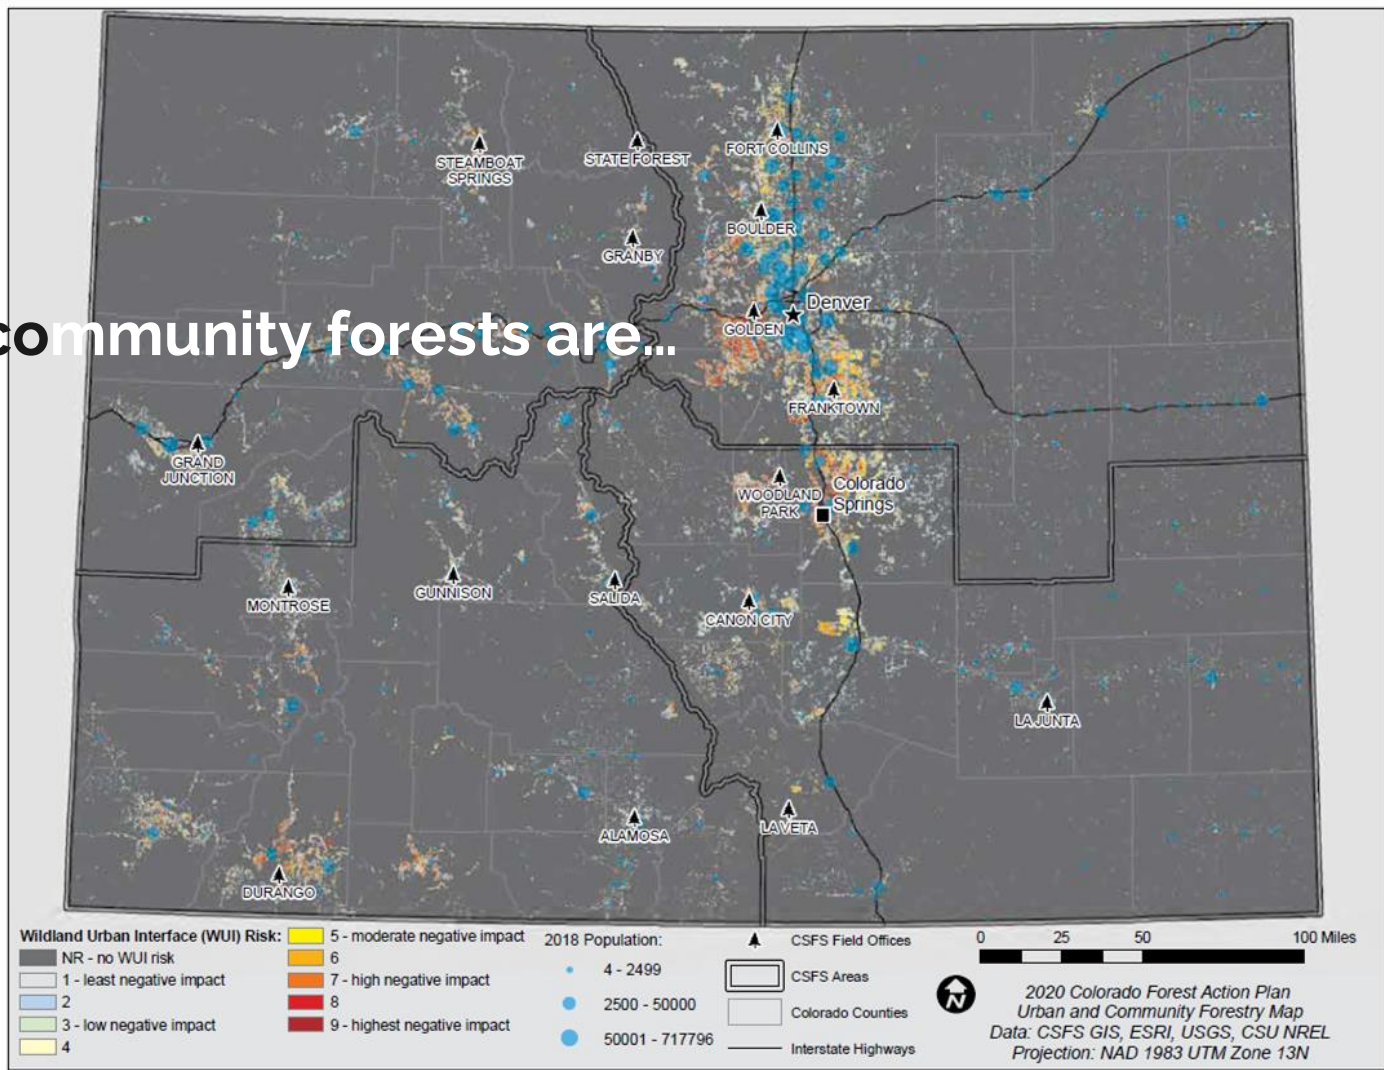 STEAMBOAT
SPRINGS
STATE FOREST
FORT COLLINS
BOULDER
GRANBY
Denver
GOLDEN
community forests are...
FRANKTOWN
GRAND
JUNCTION
WOODLAND
PARK
Colorado
Springs
MONTROSE
GUNNISON
SALIDA
CANON CITY
LA JUNTA
ALAMOSA
LA VETA
DURANGO
Wildland Urban Interface (WUI) Risk:
NR - no WUI risk
1 - least negative impact
2
3 - low negative impact
4
5 - moderate negative impact
6
7 - high negative impact
8
9 - highest negative impact
2018 Population:
4 - 2499
2500 - 50000
50001 - 717796
CSFS Field Offices
CSFS Areas
Colorado Counties
Interstate Highways
0 25 50 100 Miles
N
2020 Colorado Forest Action Plan
Urban and Community Forestry Map
Data: CSFS GIS, ESRI, USGS, CSU NREL
Projection: NAD 1983 UTM Zone 13N